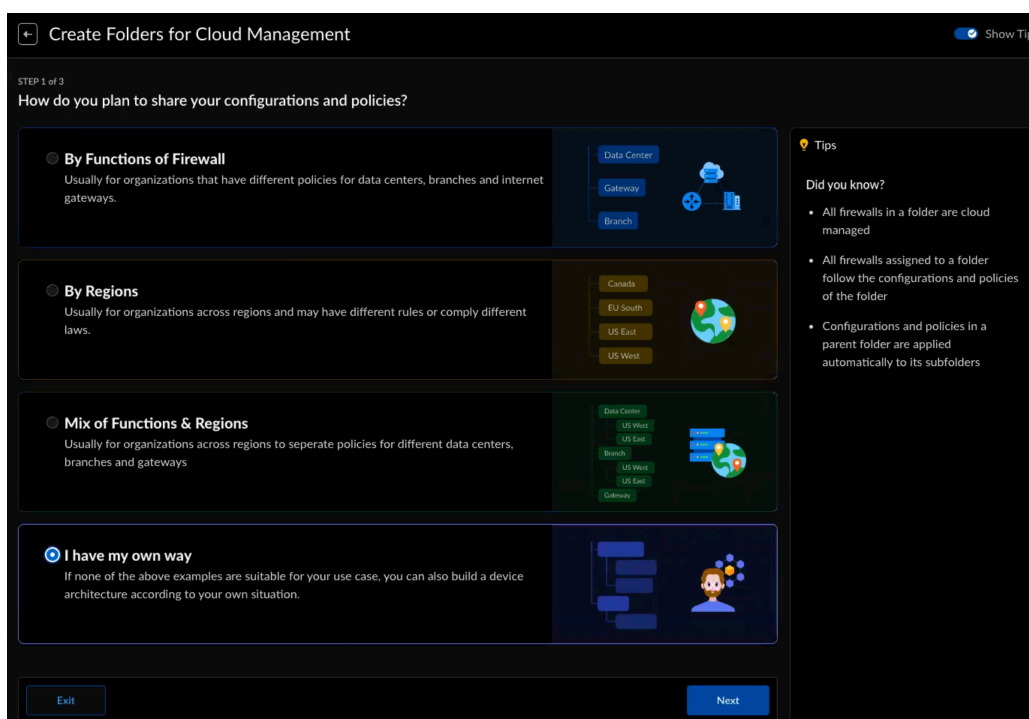 Create Folders for Cloud Management
Show
STEP 1 of 3
How do you plan to share your configurations and policies?
By Functions of Firewall
Usually for organizations that have different policies for data centers, branches and internet
gateways.
Data Center
Gateway
Branch
By Regions
Usually for organizations across regions and may have different rules or comply different
laws.
Canada
EU South
US East
US West
Mix of Functions & Regions
Usually for organizations across regions to seperate policies for different data centers,
branches and gateways
Data Center
US West
US East
Branch
US West
US East
Gateway
I have my own way
If none of the above examples are suitable for your use case, you can also build a device
architecture according to your own situation.
Tips
Did you know?
• All firewalls in a folder are cloud
managed
• All firewalls assigned to a folder
follow the configurations and policies
of the folder
• Configurations and policies in a
parent folder are applied
automatically to its subfolders
Exit
Next